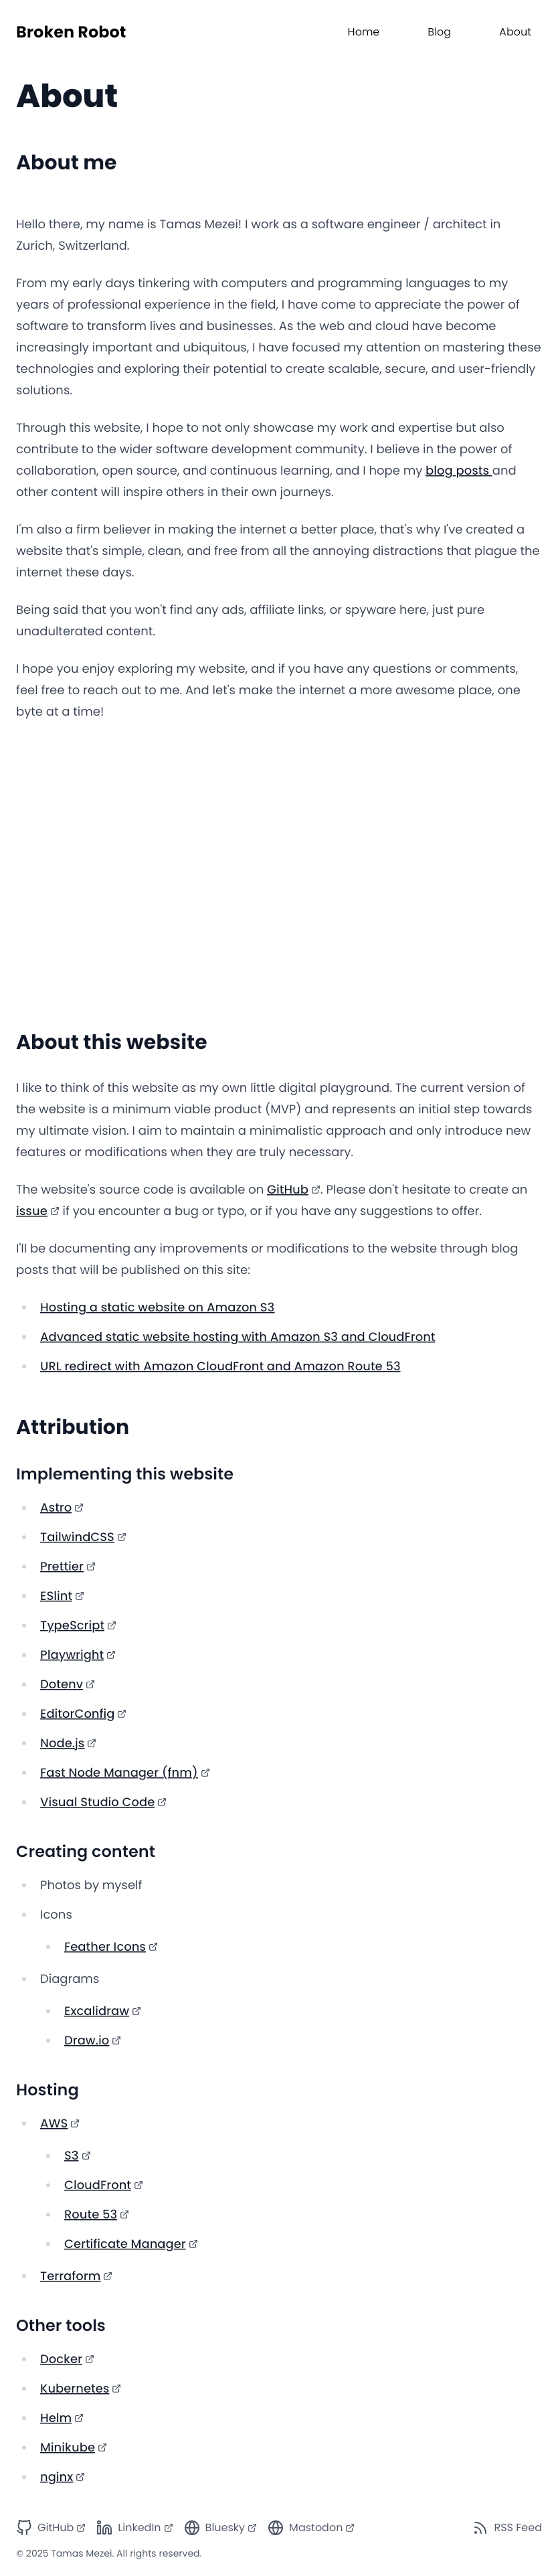 Broken Robot
Home Blog About
About
About me
Hello there, my name is Tamas Mezei! I work as a software engineer / architect in
Zurich, Switzerland.
From my early days tinkering with computers and programming languages to my
years of professional experience in the field, I have come to appreciate the power of
software to transform lives and businesses. As the web and cloud have become
increasingly important and ubiquitous, I have focused my attention on mastering these
technologies and exploring their potential to create scalable, secure, and user-friendly
solutions.
Through this website, I hope to not only showcase my work and expertise but also
contribute to the wider software development community. I believe in the power of
collaboration, open source, and continuous learning, and I hope my blog posts and
other content will inspire others in their own journeys.
I'm also a firm believer in making the internet a better place, that's why I've created a
website that's simple, clean, and free from all the annoying distractions that plague the
internet these days.
Being said that you won't find any ads, affiliate links, or spyware here, just pure
unadulterated content.
I hope you enjoy exploring my website, and if you have any questions or comments,
feel free to reach out to me. And let's make the internet a more awesome place, one
byte at a time!
About this website
I like to think of this website as my own little digital playground. The current version of
the website is a minimum viable product (MVP) and represents an initial step towards
my ultimate vision. I aim to maintain a minimalistic approach and only introduce new
features or modifications when they are truly necessary.
The website's source code is available on GitHub. Please don't hesitate to create an
issue if you encounter a bug or typo, or if you have any suggestions to offer.
I'll be documenting any improvements or modifications to the website through blog
posts that will be published on this site:
Hosting a static website on Amazon S3
Advanced static website hosting with Amazon S3 and CloudFront
URL redirect with Amazon CloudFront and Amazon Route 53
Attribution
Implementing this website
Astro
TailwindCSS
Prettier
ESlint
TypeScript
Playwright
Dotenv
EditorConfig
Node.js
Fast Node Manager (fnm)
Visual Studio Code
Creating content
Photos by myself
Icons
Feather Icons
Diagrams
Excalidraw
Draw.io
Hosting
AWS
S3
CloudFront
Route 53
Certificate Manager
Terraform
Other tools
Docker
Kubernetes
Helm
Minikube
nginx
GitHub LinkedIn Bluesky Mastodon RSS Feed
© 2025 Tamas Mezei. All rights reserved.